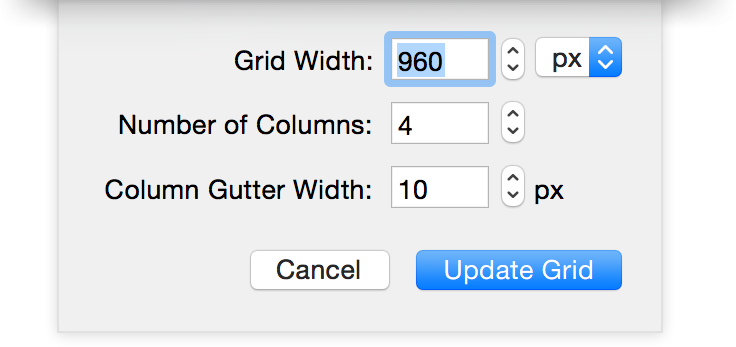 Grid Width: 960 px
Number of Columns: 4
Column Gutter Width: 10 px
Cancel Update Grid